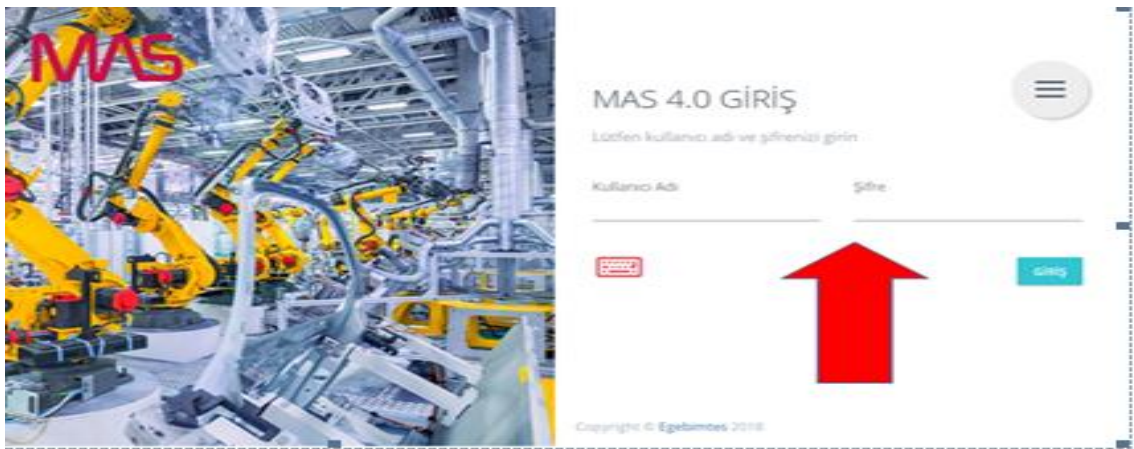 MAS
MAS 4.0 GİRİŞ
Lütfen kullanıcı adı ve şifrenizi girin
Kullanıcı Adı
Şifre
GİRİŞ
Copyright © Egebimtes 2018